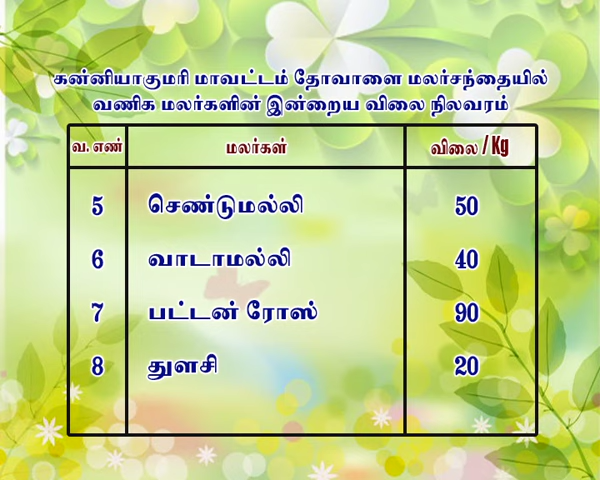 கன்னியாகுமரி மாவட்டம் தோவாளை மலர்சந்தையில்
வணிக மலர்களின் இன்றைய விலை நிலவரம்
வ. எண் மலர்கள் விலை / Kg
5 செண்டுமல்லி 50
6 வாடாமல்லி 40
7 பட்டன் ரோஸ் 90
8 துளசி 20